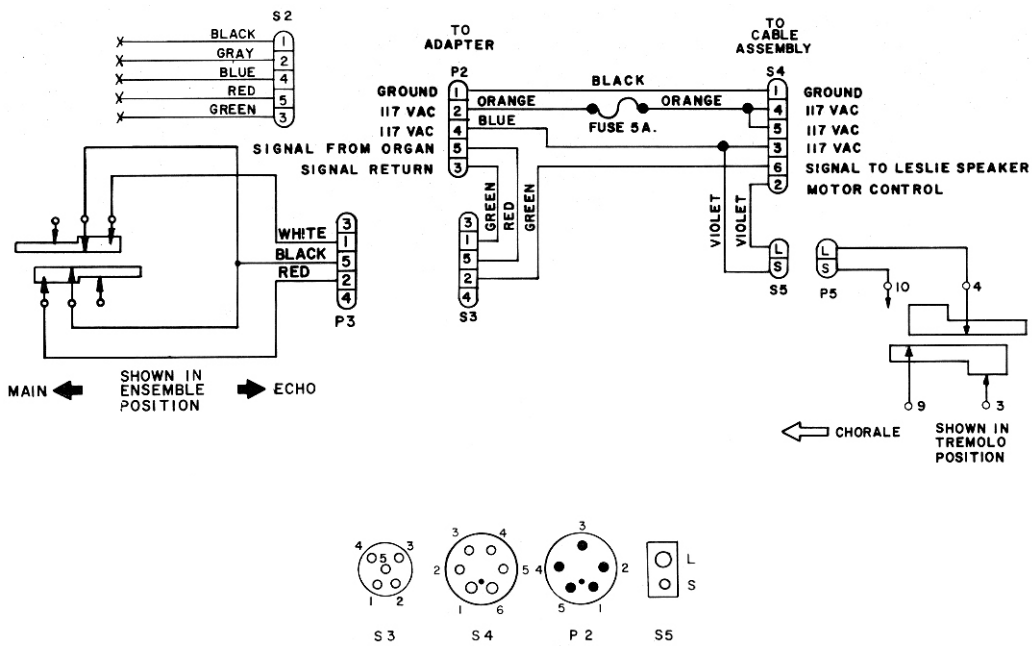 S2
BLACK 1
GRAY 2
BLUE 4
RED 5
GREEN 3
TO
ADAPTER
P2
GROUND 1
117 VAC 2
117 VAC 4
SIGNAL FROM ORGAN 5
SIGNAL RETURN 3
BLACK
ORANGE
ORANGE
FUSE 5A.
BLUE
GREEN
RED
GREEN
TO
CABLE
ASSEMBLY
S4
1 GROUND
4 117 VAC
5 117 VAC
3 117 VAC
6 SIGNAL TO LESLIE SPEAKER
2 MOTOR CONTROL
VIOLET
VIOLET
WHITE
BLACK
RED
3
1
5
2
4
P3
3
1
5
2
4
S3
L
S
S5
L
S
P5
10
4
9
3
MAIN
SHOWN IN
ENSEMBLE
POSITION
ECHO
CHORALE
SHOWN IN
TREMOLO
POSITION
4 3
5
1 2
S3
3 4
2 5
1 6
S4
3
4 2
5 1
P2
L
S
S5